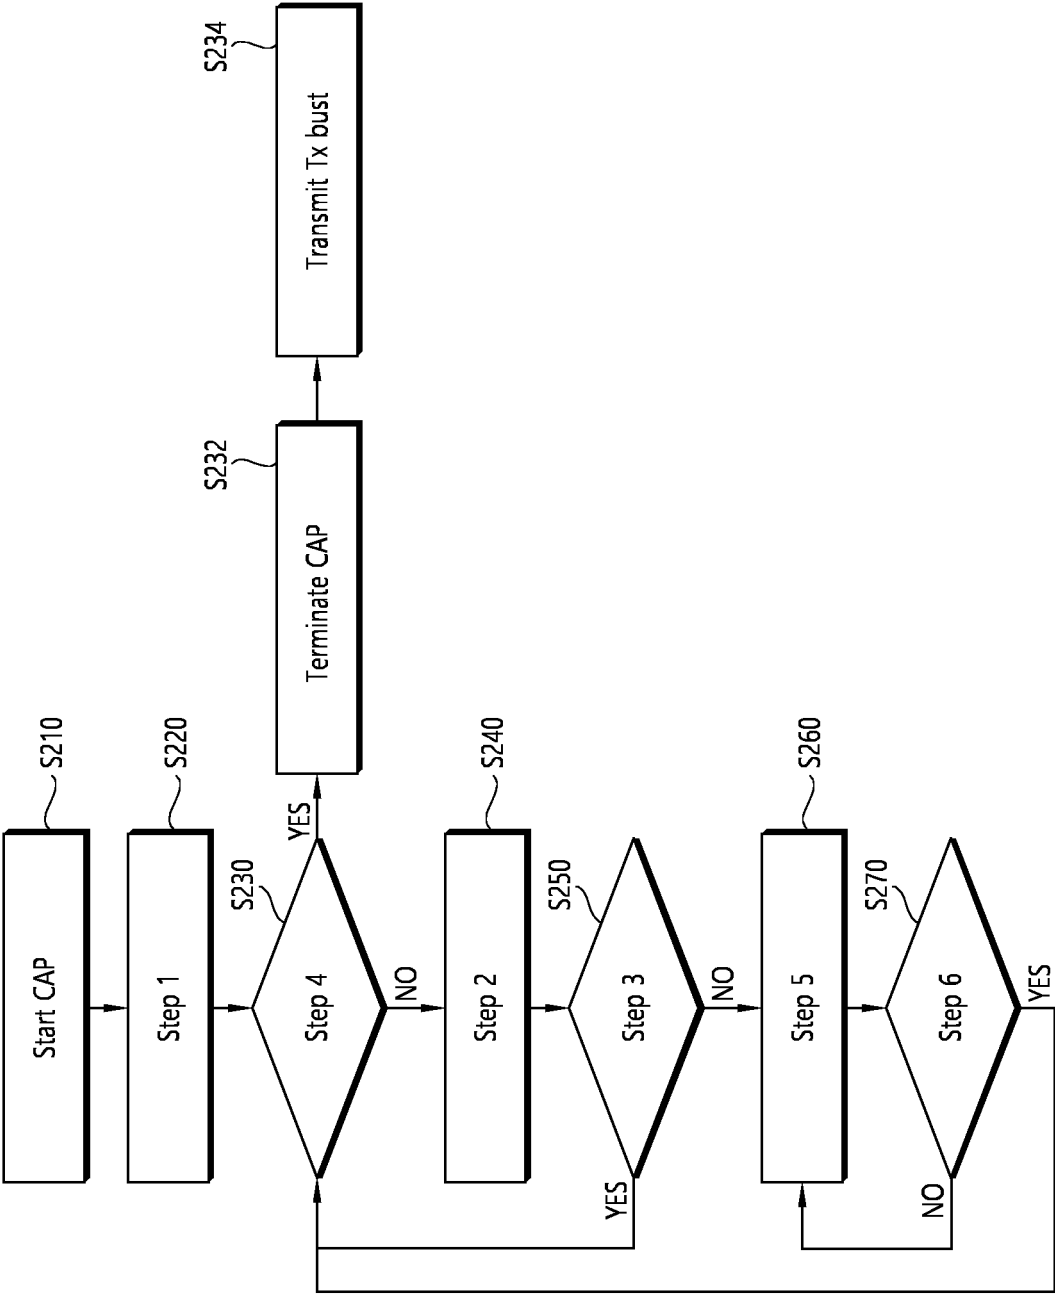 Start CAP
S210
Step 1
S220
Step 4
S230
YES
NO
Terminate CAP
S232
Transmit Tx bust
S234
Step 2
S240
Step 3
S250
YES
NO
Step 5
S260
Step 6
S270
NO
YES